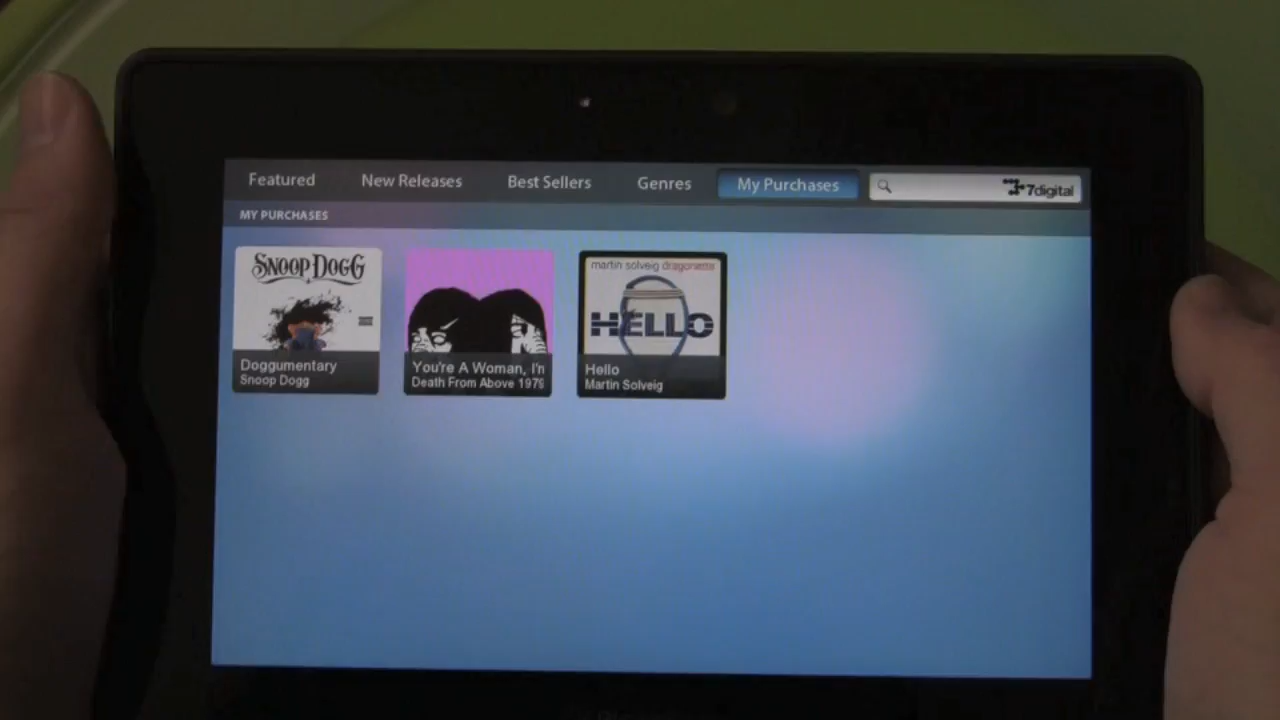 Featured
New Releases
Best Sellers
Genres
My Purchases
7digital
MY PURCHASES
SNOOP DOGG
Doggumentary
Snoop Dogg
You're A Woman, I'm
Death From Above 1979
martin solveig dragonette
HELLO
Hello
Martin Solveig